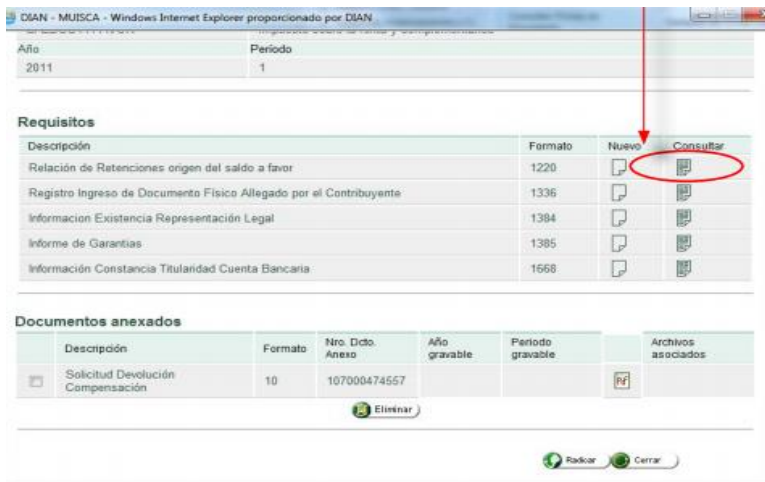 DIAN - MUISCA - Windows Internet Explorer proporcionado por DIAN
Año Periodo
2011 1
Requisitos
Descripción Formato Nuevo Consultar
Relación de Retenciones origen del saldo a favor 1220
Registro Ingreso de Documento Físico Allegado por el Contribuyente 1336
Informacion Existencia Representación Legal 1384
Informe de Garantias 1385
Información Constancia Titularidad Cuenta Bancaria 1668
Documentos anexados
Descripción Formato Nro. Dcto. Anexo Año gravable Periodo gravable Archivos asociados
Solicitud Devolución Compensación 10 107000474557
Eliminar
Radicar Cerrar